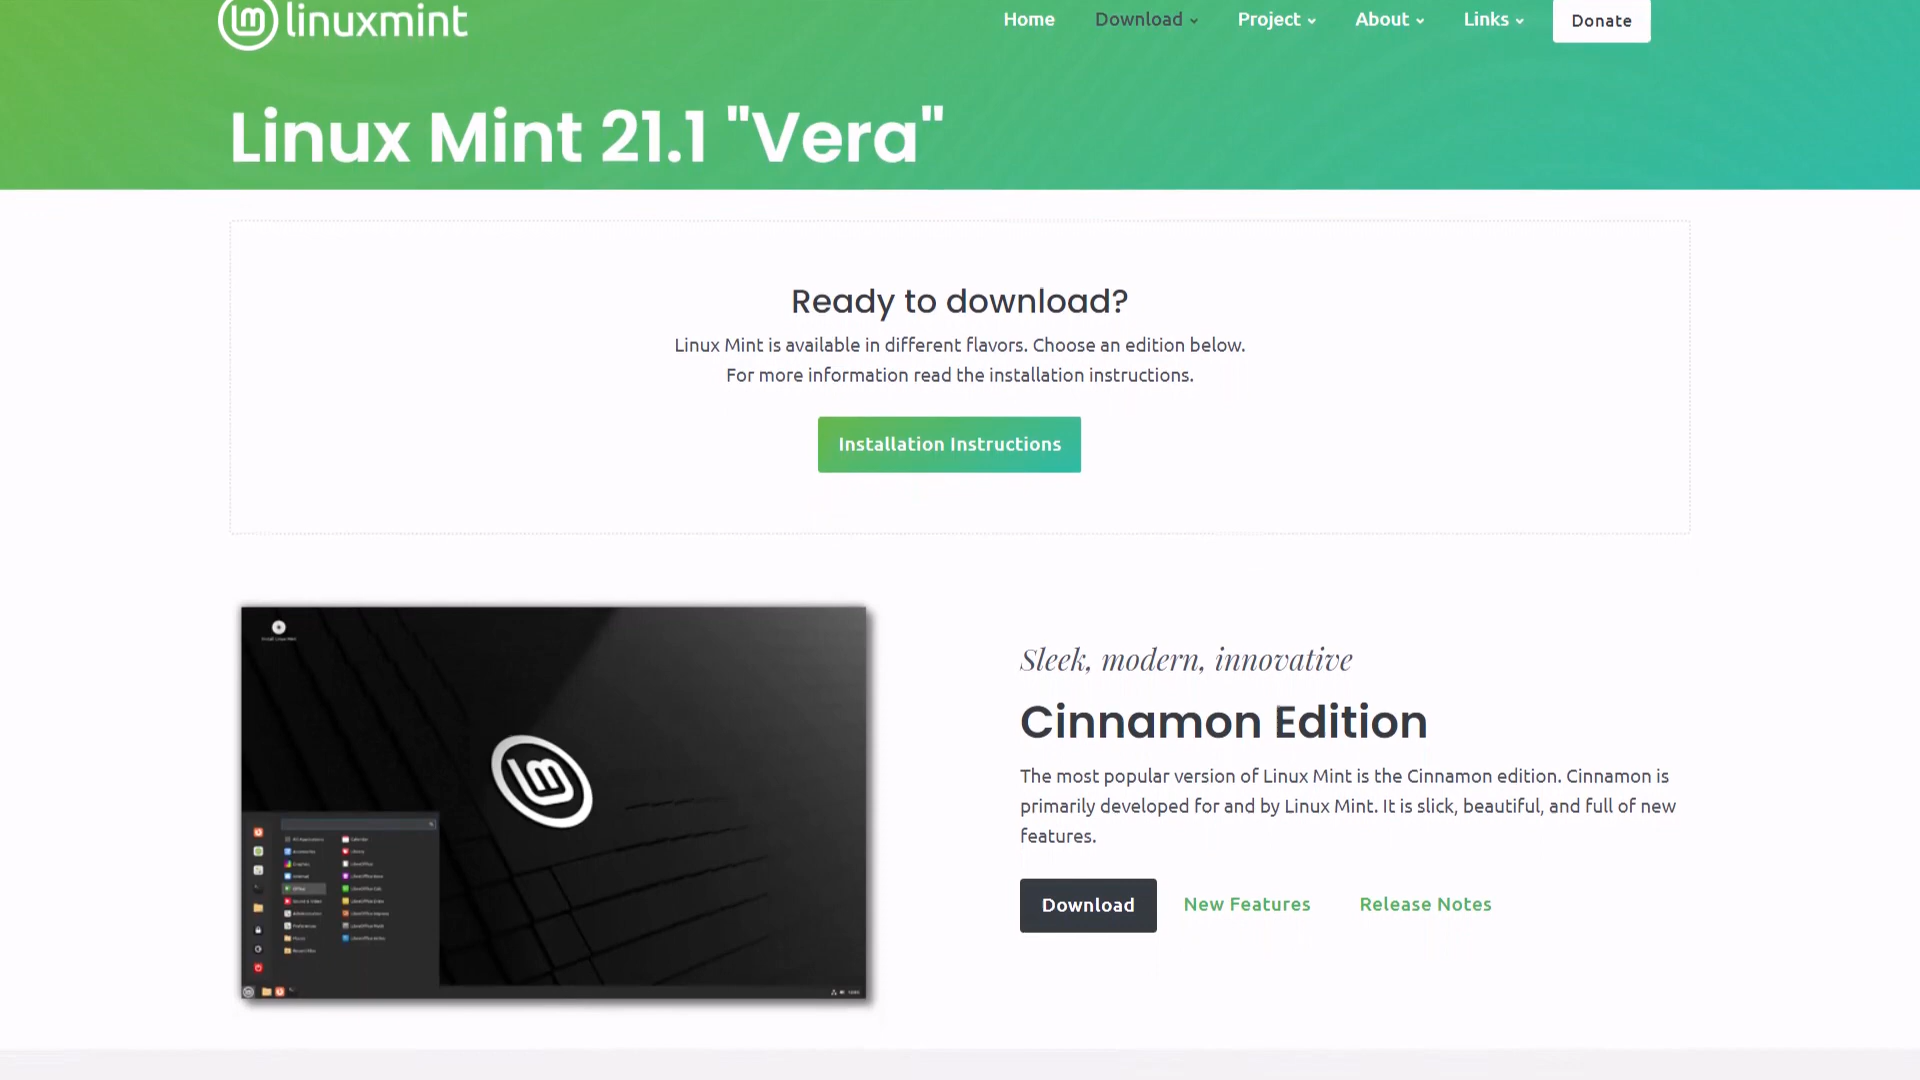 linuxmint
Home Download Project About Links Donate
Linux Mint 21.1 "Vera"
Ready to download?
Linux Mint is available in different flavors. Choose an edition below.
For more information read the installation instructions.
Installation Instructions
Sleek, modern, innovative
Cinnamon Edition
The most popular version of Linux Mint is the Cinnamon edition. Cinnamon is
primarily developed for and by Linux Mint. It is slick, beautiful, and full of new
features.
Download New Features Release Notes